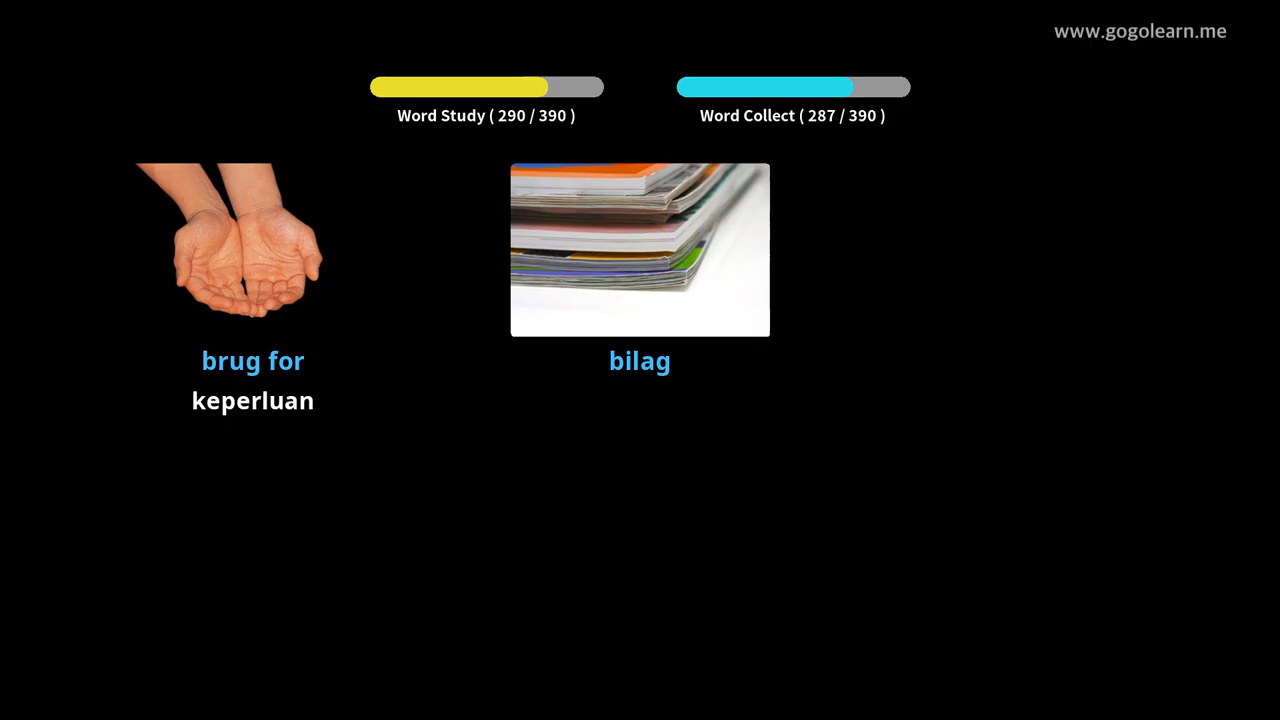 www.gogolearn.me
Word Study ( 290 / 390 )
Word Collect ( 287 / 390 )
brug for
keperluan
bilag